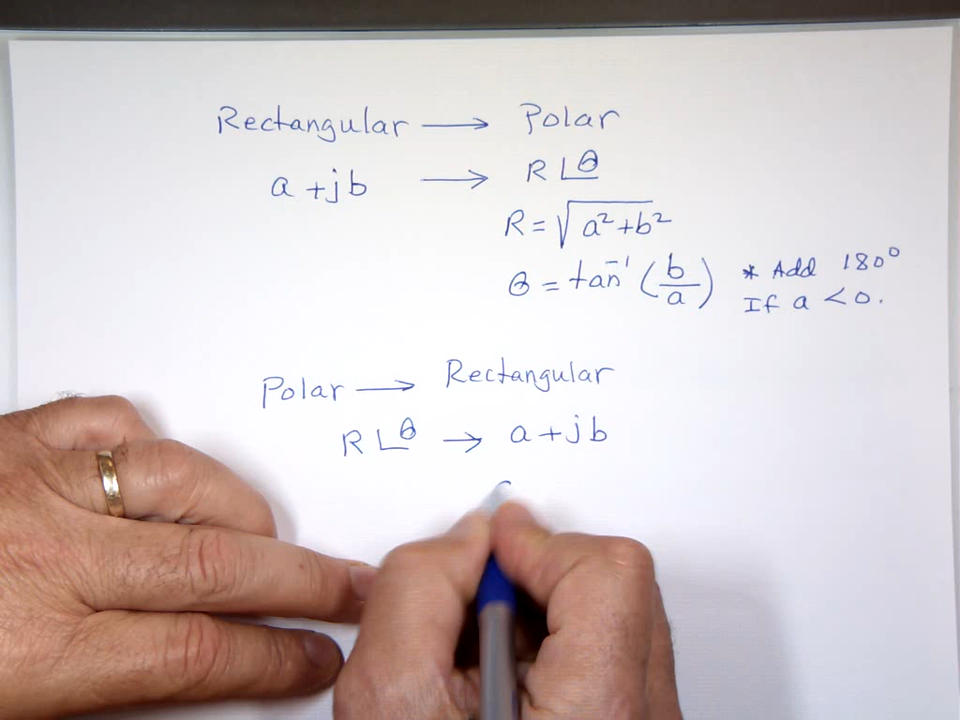 Rectangular ⟶ Polar
a + jb ⟶ R∠θ
R = √(a² + b²)
θ = tan⁻¹ (b/a) * Add 180°
If a < 0.
Polar ⟶ Rectangular
R∠θ → a + jb